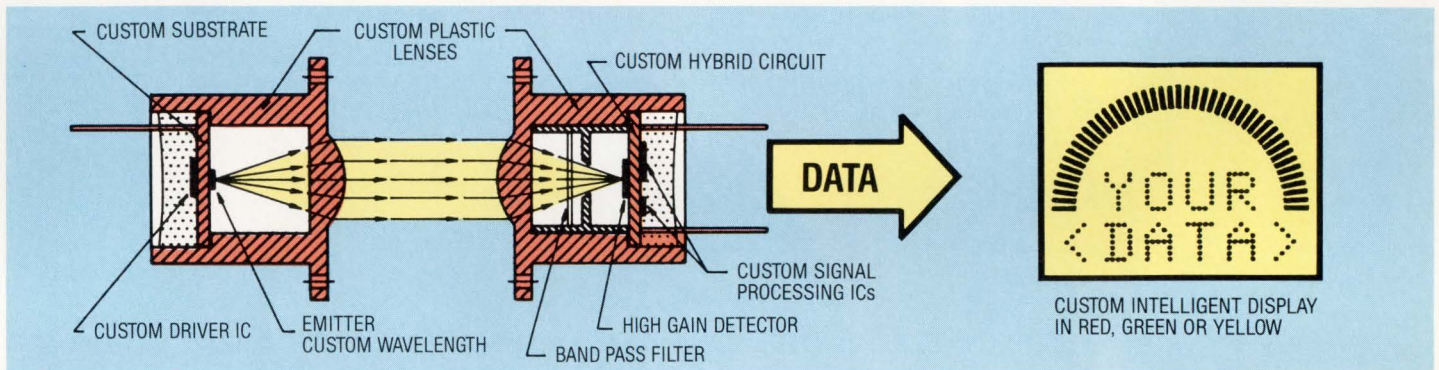 CUSTOM SUBSTRATE
CUSTOM PLASTIC
LENSES
CUSTOM HYBRID CIRCUIT
DATA
YOUR
<DATA>
CUSTOM DRIVER IC
EMITTER
CUSTOM WAVELENGTH
BAND PASS FILTER
HIGH GAIN DETECTOR
CUSTOM SIGNAL
PROCESSING ICs
CUSTOM INTELLIGENT DISPLAY
IN RED, GREEN OR YELLOW